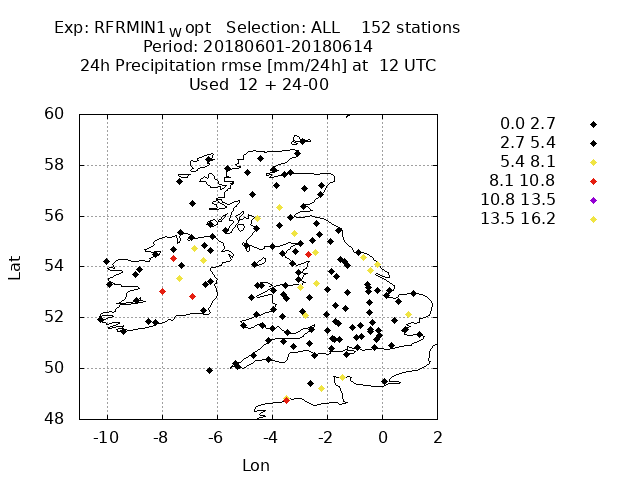 Exp: RFRMIN1_W opt Selection: ALL 152 stations
Period: 20180601-20180614
24h Precipitation rmse [mm/24h] at 12 UTC
Used 12 + 24-00
60
58
56
54
52
50
48
-10 -8 -6 -4 -2 0 2
Lat
Lon
0.0 2.7
2.7 5.4
5.4 8.1
8.1 10.8
10.8 13.5
13.5 16.2